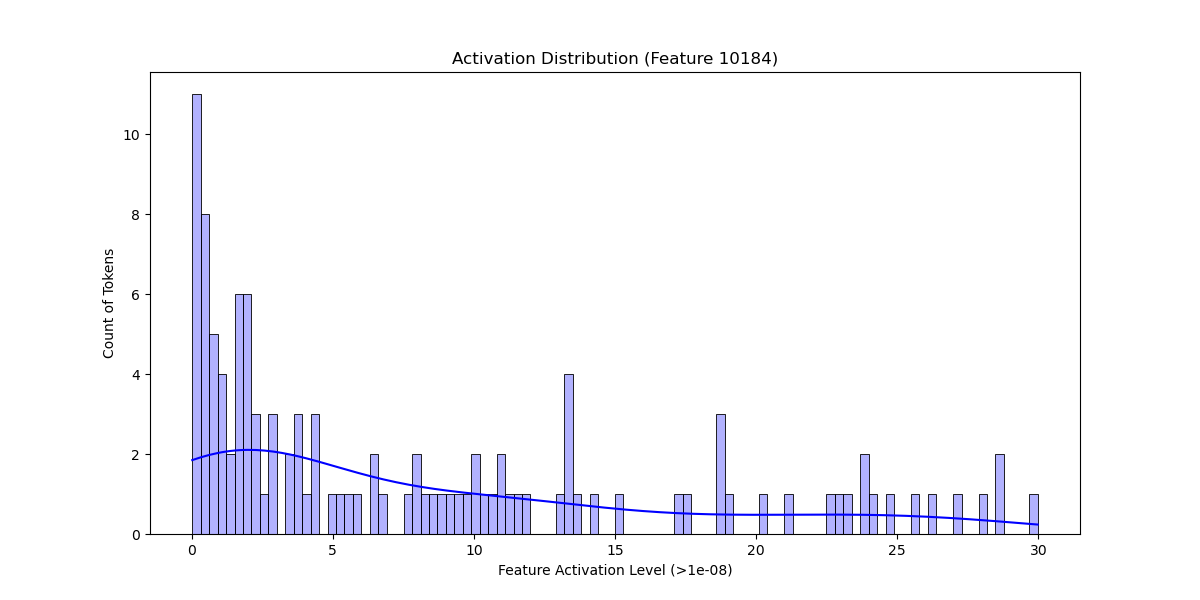 Activation Distribution (Feature 10184)
Count of Tokens
10
8
6
4
2
0
0 5 10 15 20 25 30
Feature Activation Level (>1e-08)